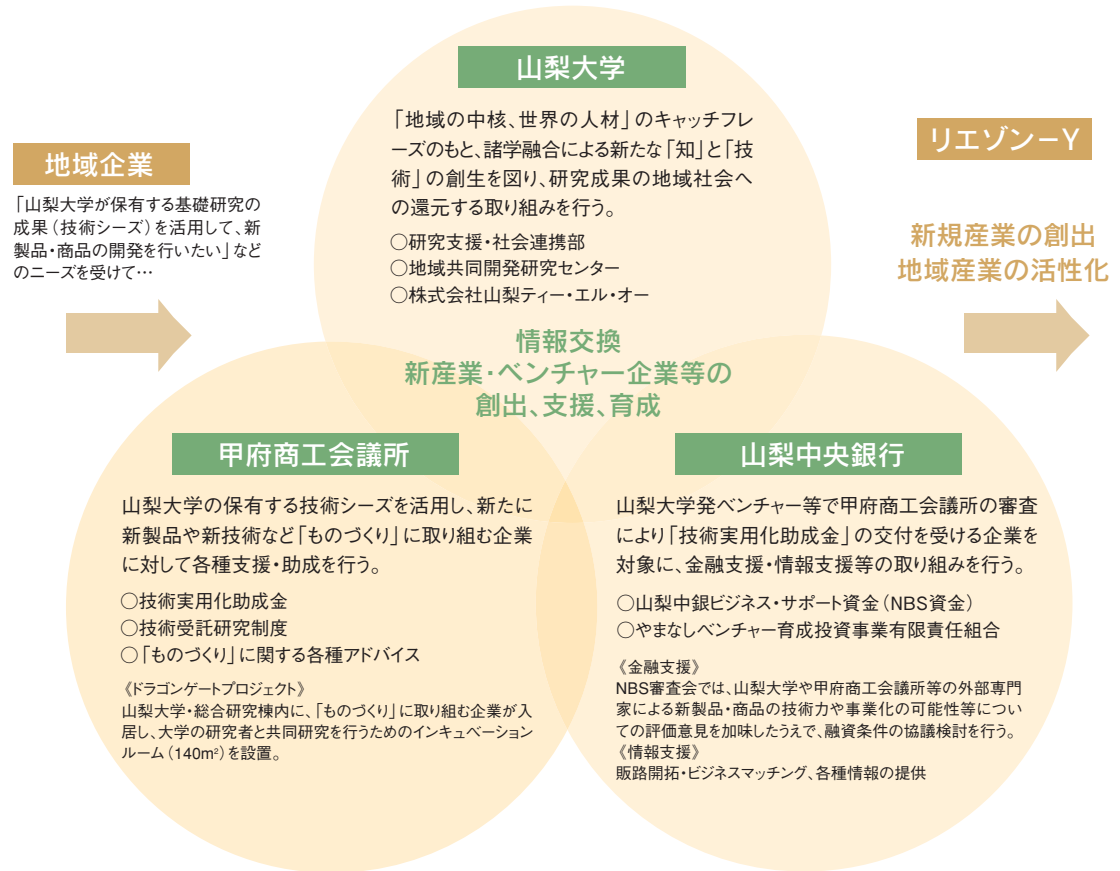 山梨大学
「地域の中核、世界の人材」のキャッチフレ
ーズのもと、諸学融合による新たな「知」と「技
術」の創生を図り、研究成果の地域社会へ
の還元する取り組みを行う。
○研究支援・社会連携部
○地域共同開発研究センター
○株式会社山梨ティー・エル・オー
地域企業
「山梨大学が保有する基礎研究の
成果（技術シーズ）を活用して、新
製品・商品の開発を行いたい」など
のニーズを受けて…
リエゾン−Y
新規産業の創出
地域産業の活性化
情報交換
新産業・ベンチャー企業等の
創出、支援、育成
甲府商工会議所
山梨大学の保有する技術シーズを活用し、新たに
新製品や新技術など「ものづくり」に取り組む企業
に対して各種支援・助成を行う。
○技術実用化助成金
○技術受託研究制度
○「ものづくり」に関する各種アドバイス
《ドラゴンゲートプロジェクト》
山梨大学・総合研究棟内に、「ものづくり」に取り組む企業が入
居し、大学の研究者と共同研究を行うためのインキュベーション
ルーム（140m²）を設置。
山梨中央銀行
山梨大学発ベンチャー等で甲府商工会議所の審査
により「技術実用化助成金」の交付を受ける企業を
対象に、金融支援・情報支援等の取り組みを行う。
○山梨中銀ビジネス・サポート資金（NBS資金）
○やまなしベンチャー育成投資事業有限責任組合
《金融支援》
NBS審査会では、山梨大学や甲府商工会議所等の外部専門
家による新製品・商品の技術力や事業化の可能性等につい
ての評価意見を加味したうえで、融資条件の協議検討を行う。
《情報支援》
販路開拓・ビジネスマッチング、各種情報の提供